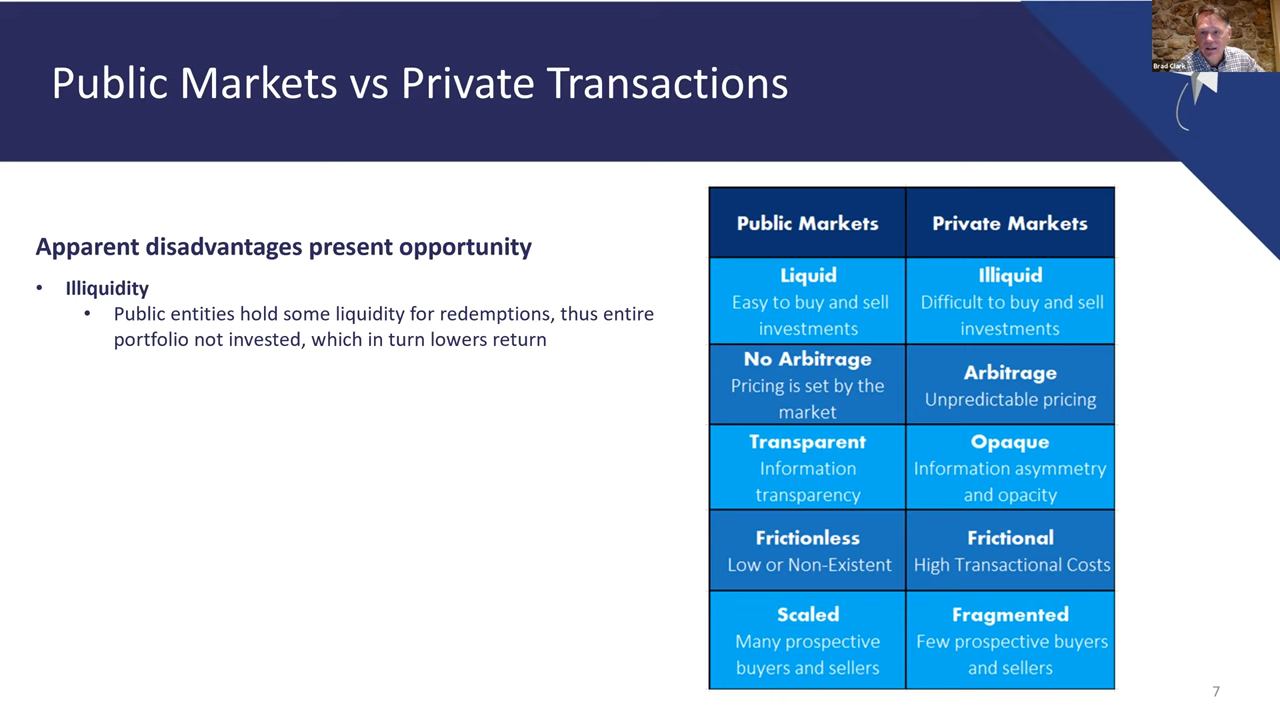 Public Markets vs Private Transactions
Brad Clark
Apparent disadvantages present opportunity
• Illiquidity
• Public entities hold some liquidity for redemptions, thus entire
portfolio not invested, which in turn lowers return
Public Markets
Private Markets
Liquid
Easy to buy and sell
investments
Illiquid
Difficult to buy and sell
investments
No Arbitrage
Pricing is set by the
market
Arbitrage
Unpredictable pricing
Transparent
Information
transparency
Opaque
Information asymmetry
and opacity
Frictionless
Low or Non-Existent
Frictional
High Transactional Costs
Scaled
Many prospective
buyers and sellers
Fragmented
Few prospective buyers
and sellers
7